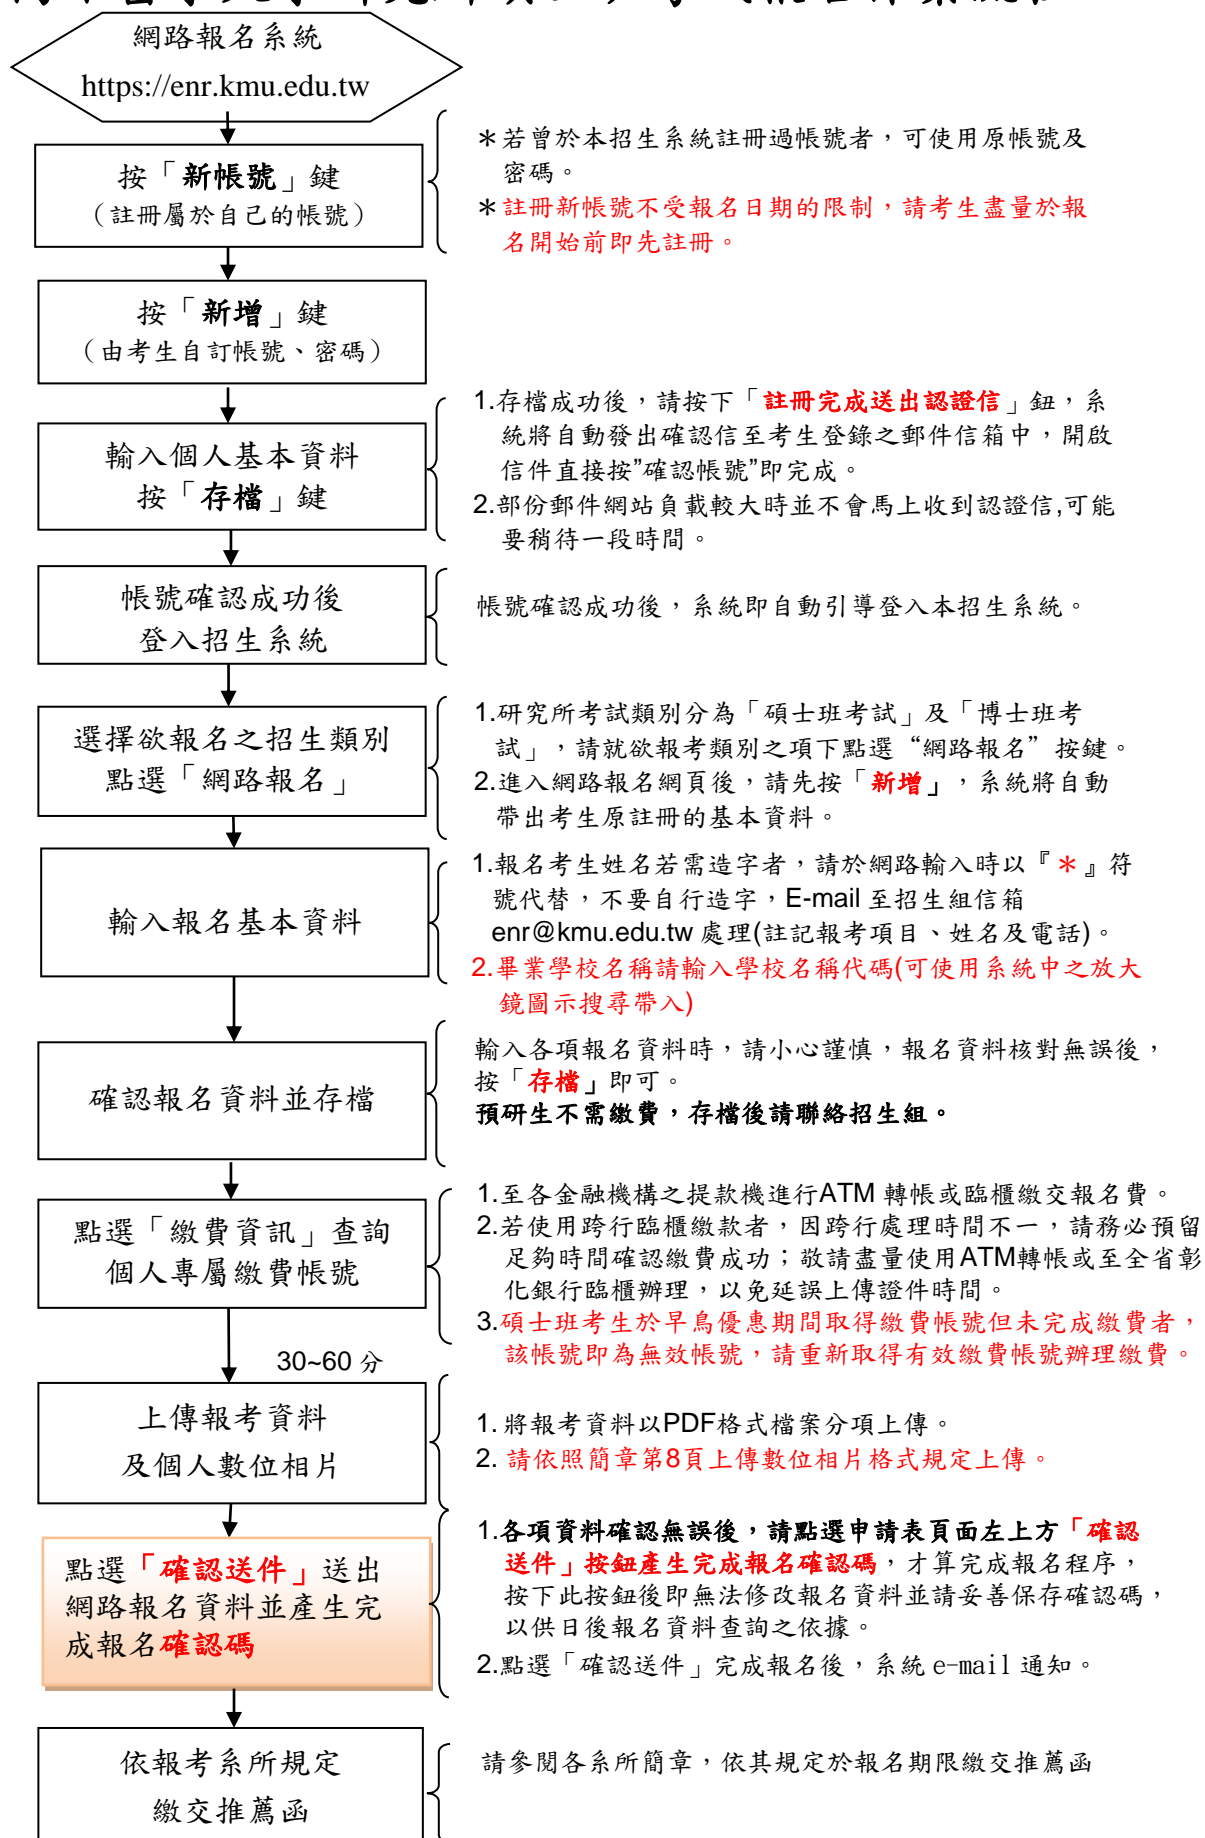 網路報名系統
https://enr.kmu.edu.tw
按「新帳號」鍵
（註冊屬於自己的帳號）
＊若曾於本招生系統註冊過帳號者，可使用原帳號及
密碼。
＊註冊新帳號不受報名日期的限制，請考生盡量於報
名開始前即先註冊。
按「新增」鍵
（由考生自訂帳號、密碼）
輸入個人基本資料
按「存檔」鍵
1.存檔成功後，請按下「註冊完成送出認證信」鈕，系
統將自動發出確認信至考生登錄之郵件信箱中，開啟
信件直接按”確認帳號”即完成。
2.部份郵件網站負載較大時並不會馬上收到認證信,可能
要稍待一段時間。
帳號確認成功後
登入招生系統
帳號確認成功後，系統即自動引導登入本招生系統。
選擇欲報名之招生類別
點選「網路報名」
1.研究所考試類別分為「碩士班考試」及「博士班考
試」，請就欲報考類別之項下點選“網路報名”按鍵。
2.進入網路報名網頁後，請先按「新增」，系統將自動
帶出考生原註冊的基本資料。
輸入報名基本資料
1.報名考生姓名若需造字者，請於網路輸入時以『＊』符
號代替，不要自行造字，E-mail 至招生組信箱
enr@kmu.edu.tw 處理(註記報考項目、姓名及電話)。
2.畢業學校名稱請輸入學校名稱代碼(可使用系統中之放大
鏡圖示搜尋帶入)
確認報名資料並存檔
輸入各項報名資料時，請小心謹慎，報名資料核對無誤後，
按「存檔」即可。
預研生不需繳費，存檔後請聯絡招生組。
點選「繳費資訊」查詢
個人專屬繳費帳號
1.至各金融機構之提款機進行ATM 轉帳或臨櫃繳交報名費。
2.若使用跨行臨櫃繳款者，因跨行處理時間不一，請務必預留
足夠時間確認繳費成功；敬請盡量使用ATM轉帳或至全省彰
化銀行臨櫃辦理，以免延誤上傳證件時間。
3.碩士班考生於早鳥優惠期間取得繳費帳號但未完成繳費者，
該帳號即為無效帳號，請重新取得有效繳費帳號辦理繳費。
30~60 分
上傳報考資料
及個人數位相片
1. 將報考資料以PDF格式檔案分項上傳。
2. 請依照簡章第8頁上傳數位相片格式規定上傳。
點選「確認送件」送出
網路報名資料並產生完
成報名確認碼
1.各項資料確認無誤後，請點選申請表頁面左上方「確認
送件」按鈕產生完成報名確認碼，才算完成報名程序，
按下此按鈕後即無法修改報名資料並請妥善保存確認碼，
以供日後報名資料查詢之依據。
2.點選「確認送件」完成報名後，系統 e-mail 通知。
依報考系所規定
繳交推薦函
請參閱各系所簡章，依其規定於報名期限繳交推薦函